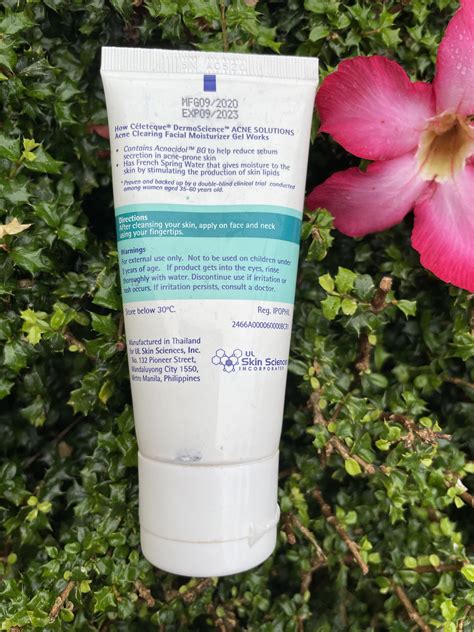 MFG09/2020
EXP09/2023
How Céleteque® DermoScience™ ACNE SOLUTIONS
Acne Clearing Facial Moisturizer Gel Works
• Contains Acnacidol® BG to help reduce sebum
secretion in acne-prone skin
• Has French Spring Water that gives moisture to the
skin by stimulating the production of skin lipids
*Proven and backed up by a double-blind clinical trial conducted
among women aged 35-60 years old.
Directions
After cleansing your skin, apply on face and neck
using your fingertips.
Warnings
For external use only. Not to be used on children under
3 years of age. If product gets into the eyes, rinse
thoroughly with water. Discontinue use if irritation or
rash occurs. If irritation persists, consult a doctor.
Store below 30°C.
Reg. IPOPHIL
Manufactured in Thailand
for UL Skin Sciences, Inc.
No. 132 Pioneer Street,
Mandaluyong City 1550,
Metro Manila, Philippines
UL
Skin Sciences
INCORPORATED